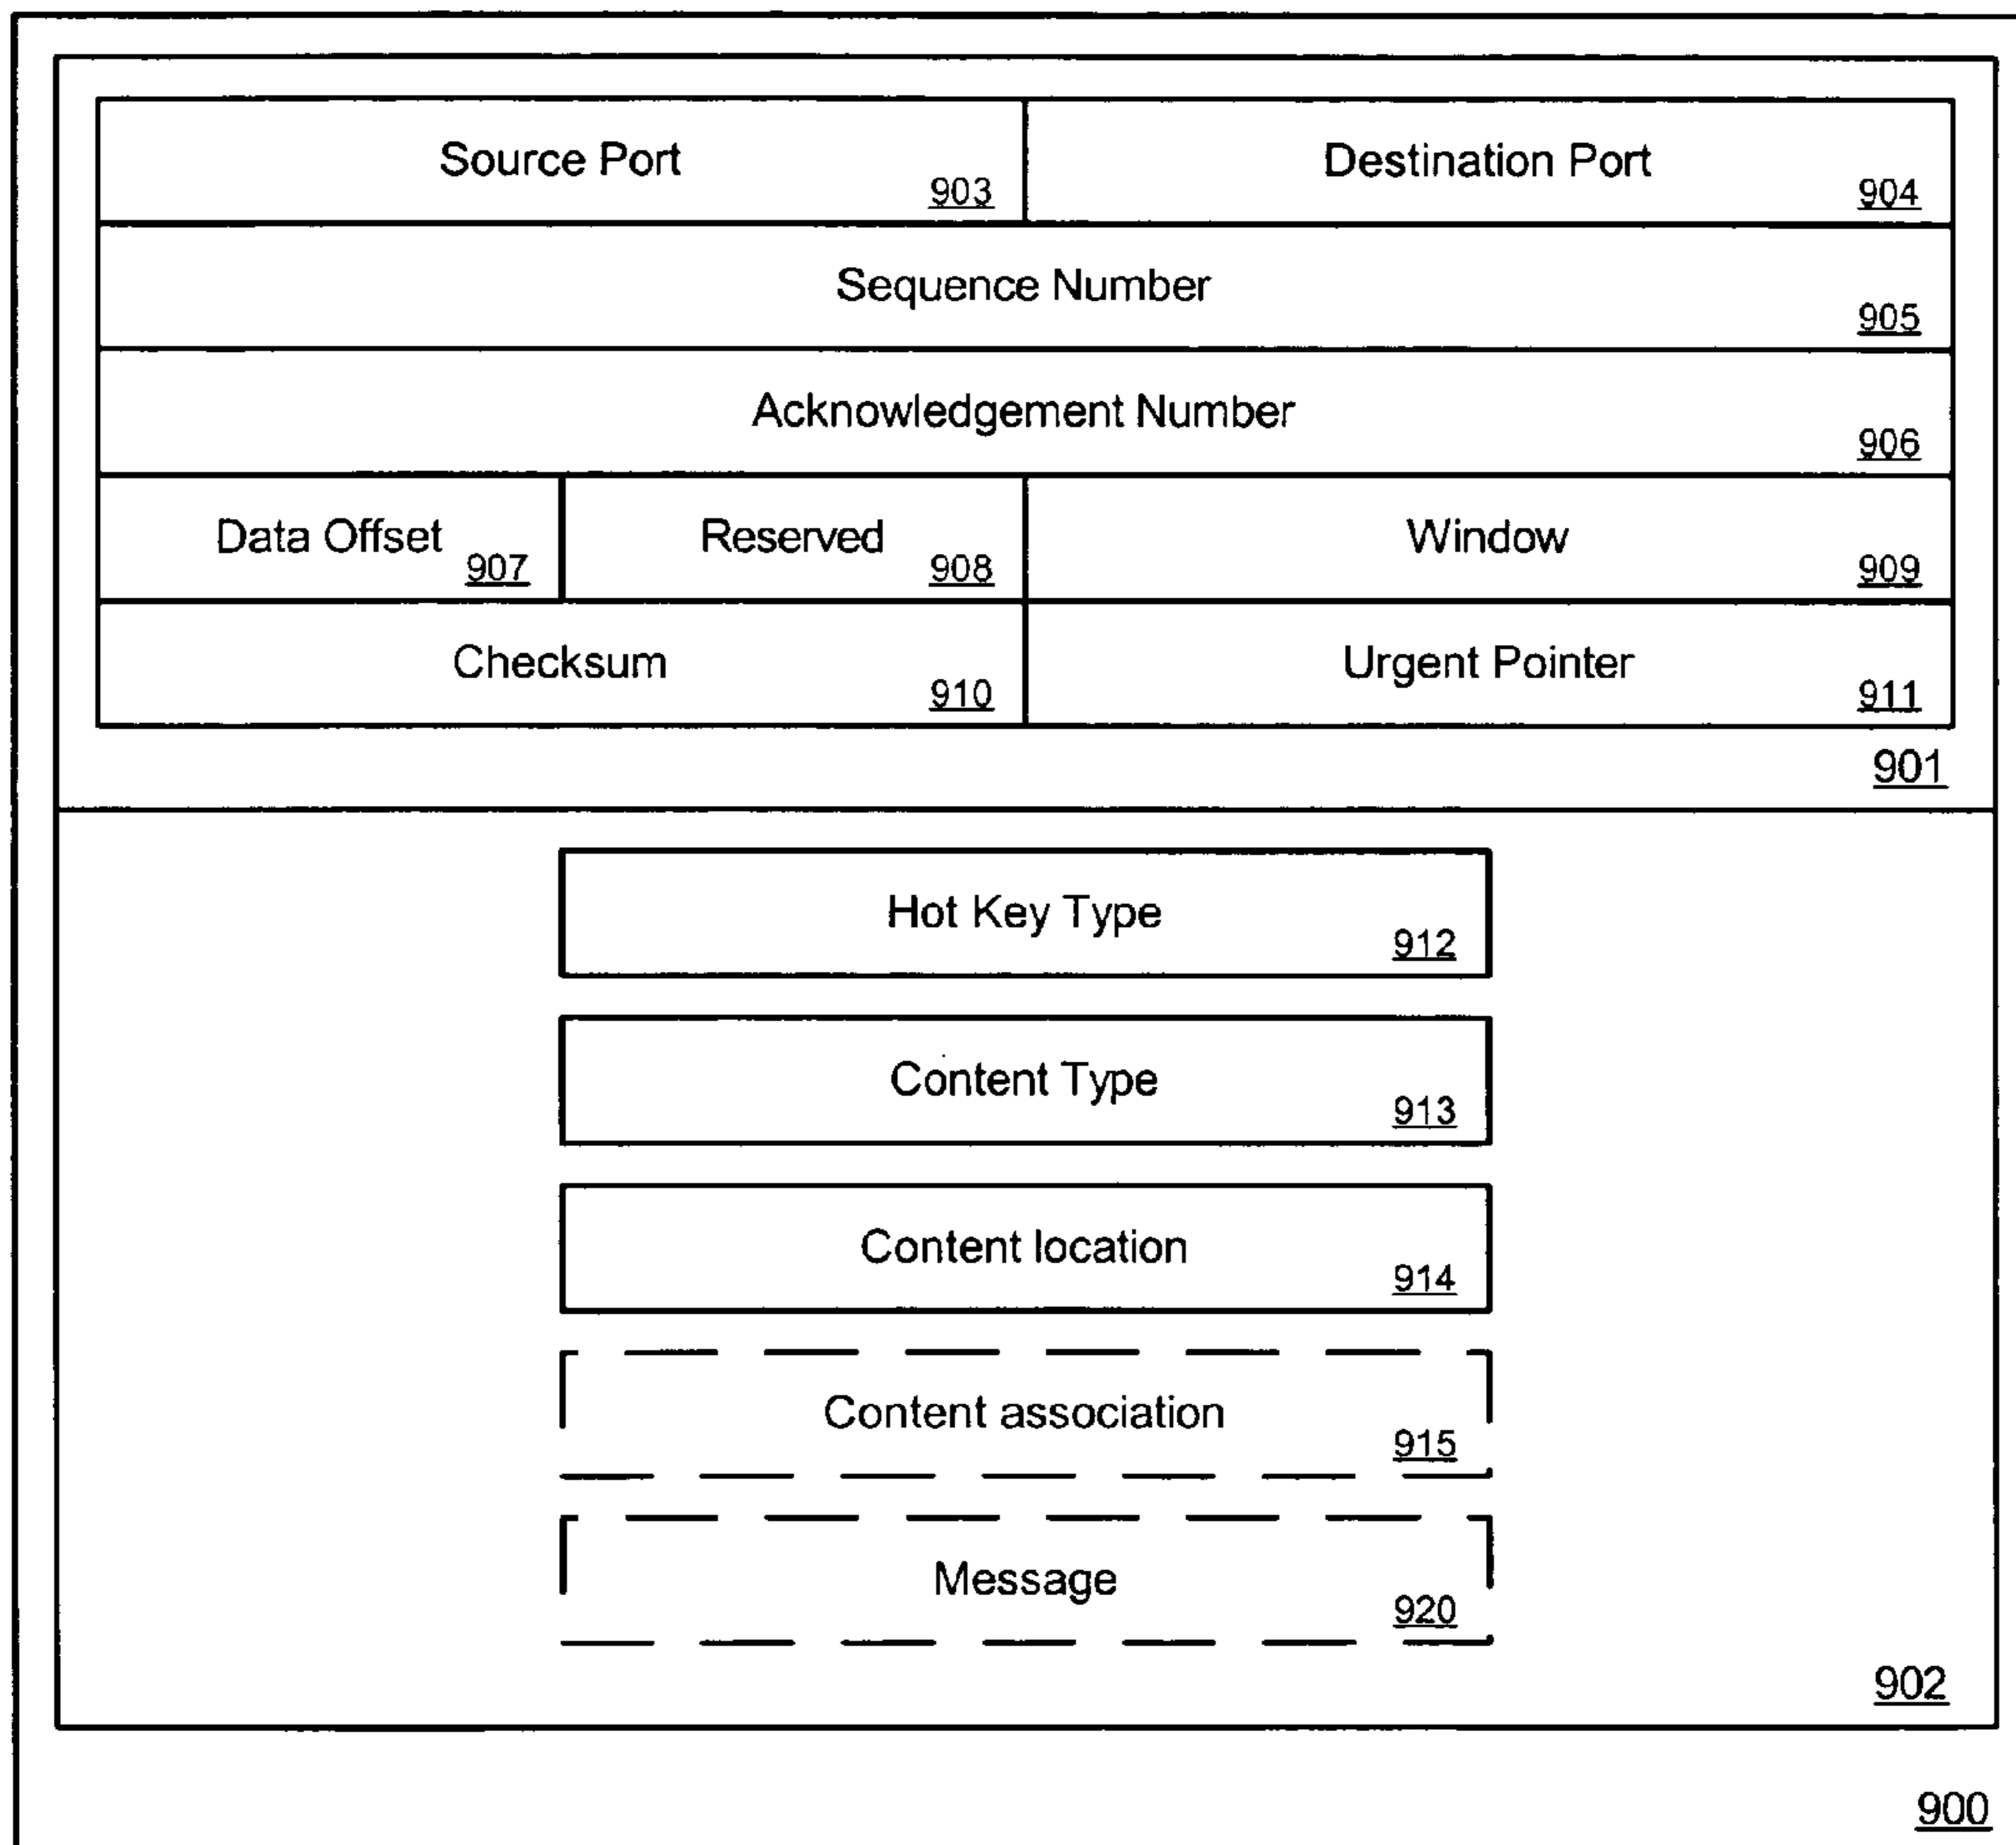 Source Port
903
Destination Port
904
Sequence Number
905
Acknowledgement Number
906
Data Offset
907
Reserved
908
Window
909
Checksum
910
Urgent Pointer
911
901
Hot Key Type
912
Content Type
913
Content location
914
Content association
915
Message
920
902
900